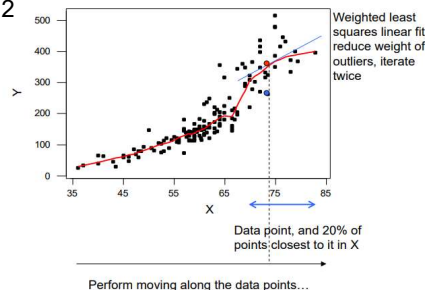 2
500
400
300
200
100
0
Y
35 45 55 65 75 85
X
Weighted least
squares linear fit
reduce weight of
outliers, iterate
twice
Data point, and 20% of
points closest to it in X
Perform moving along the data points…